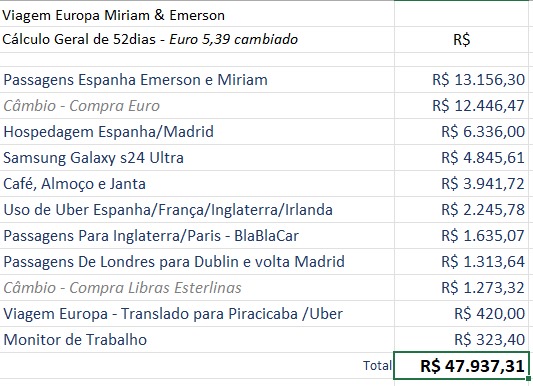 Viagem Europa Miriam & Emerson
Cálculo Geral de 52dias - Euro 5,39 cambiado R$
Passagens Espanha Emerson e Miriam R$ 13.156,30
Câmbio - Compra Euro R$ 12.446,47
Hospedagem Espanha/Madrid R$ 6.336,00
Samsung Galaxy s24 Ultra R$ 4.845,61
Café, Almoço e Janta R$ 3.941,72
Uso de Uber Espanha/França/Inglaterra/Irlanda R$ 2.245,78
Passagens Para Inglaterra/Paris - BlaBlaCar R$ 1.635,07
Passagens De Londres para Dublin e volta Madrid R$ 1.313,64
Câmbio - Compra Libras Esterlinas R$ 1.273,32
Viagem Europa - Translado para Piracicaba /Uber R$ 420,00
Monitor de Trabalho R$ 323,40
Total R$ 47.937,31